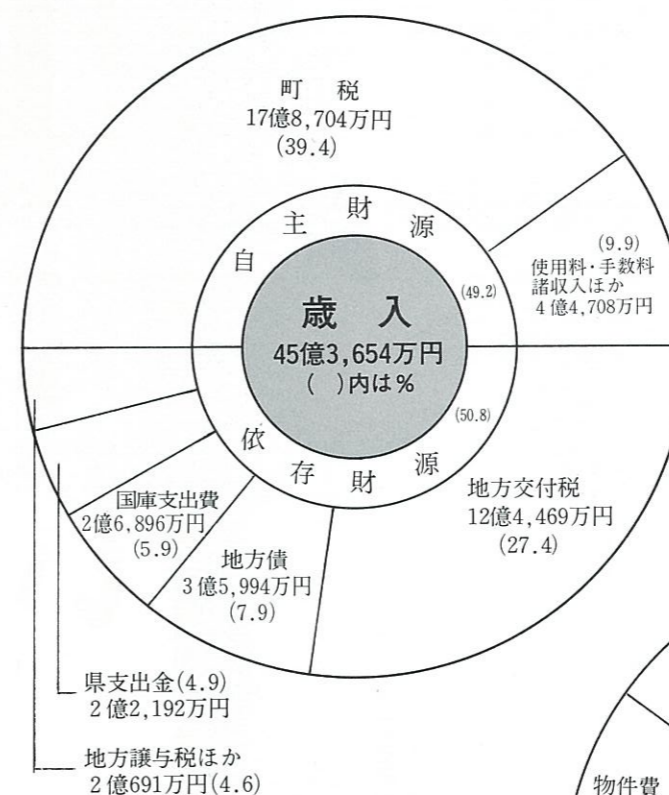 町 税
17億8,704万円
(39.4)
(9.9)
使用料・手数料
諸収入ほか
4億4,708万円
自主財源
(49.2)
歳 入
45億3,654万円
( )内は%
(50.8)
依存財源
地方交付税
12億4,469万円
(27.4)
国庫支出費
2億6,896万円
(5.9)
地方債
3億5,994万円
(7.9)
県支出金(4.9)
2億2,192万円
地方譲与税ほか
2億691万円(4.6)
物件費